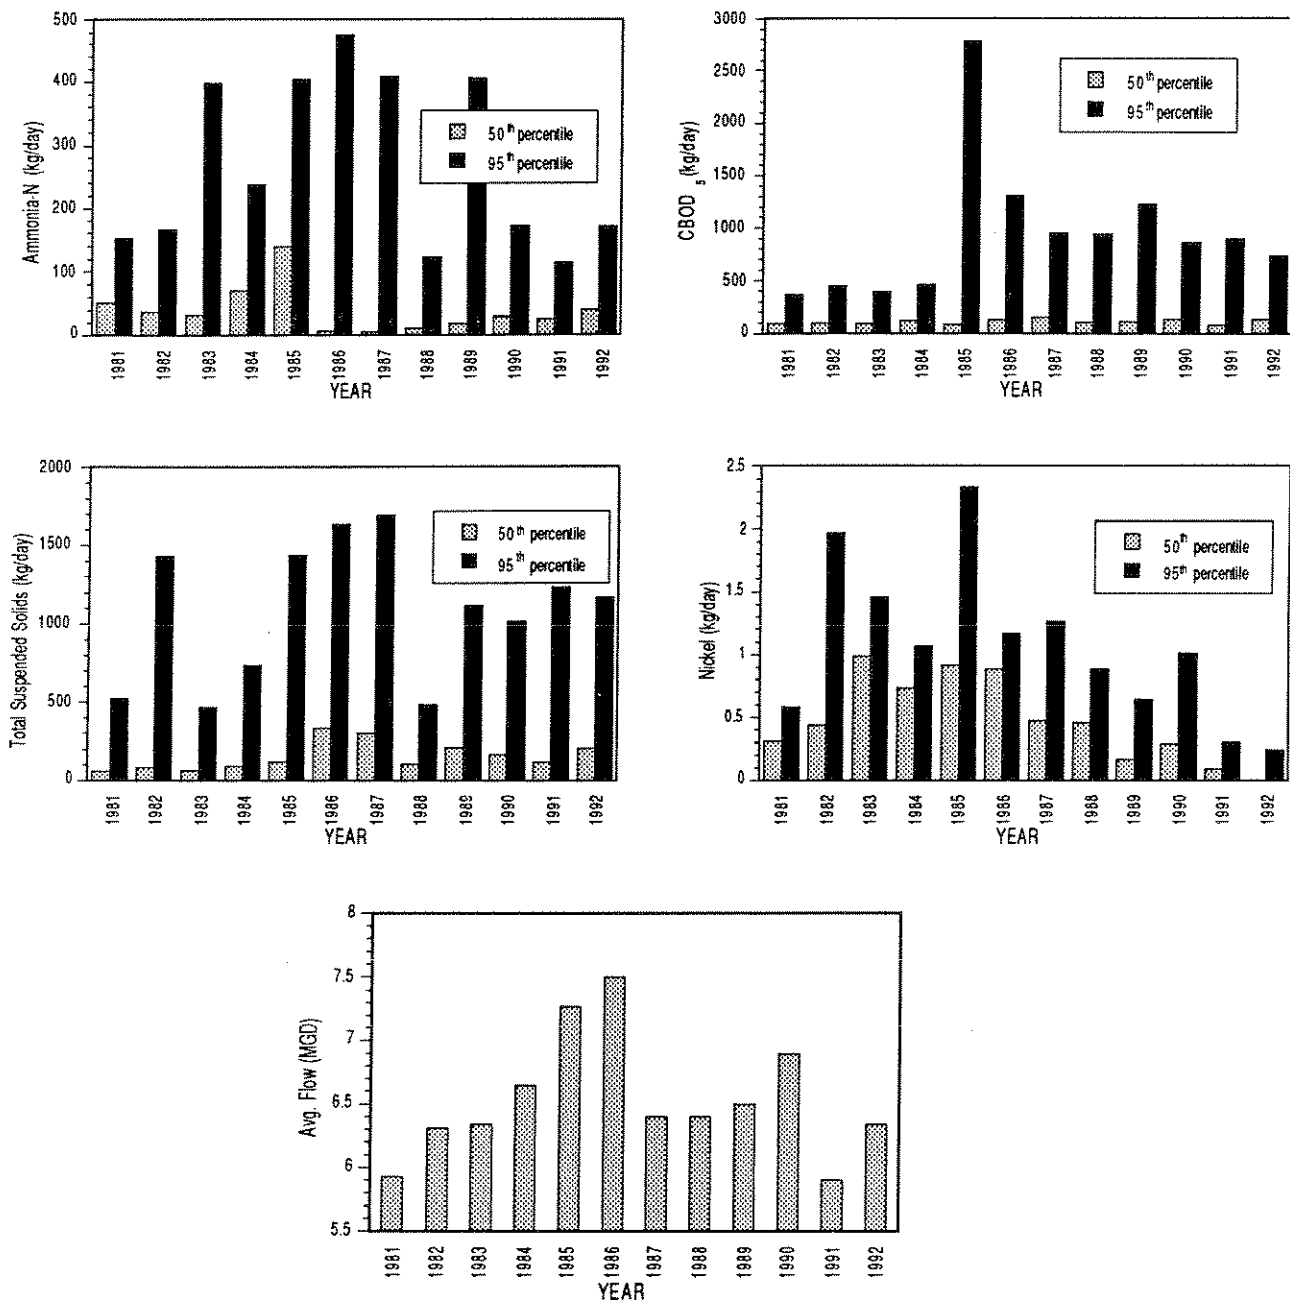 Ammonia-N (kg/day)
500
400
300
200
100
0
50th percentile
95th percentile
1981 1982 1983 1984 1985 1986 1987 1988 1989 1990 1991 1992
YEAR
CBOD5 (kg/day)
3000
2500
2000
1500
1000
500
0
50th percentile
95th percentile
1981 1982 1983 1984 1985 1986 1987 1988 1989 1990 1991 1992
YEAR
Total Suspended Solids (kg/day)
2000
1500
1000
500
0
50th percentile
95th percentile
1981 1982 1983 1984 1985 1986 1987 1988 1989 1990 1991 1992
YEAR
Nickel (kg/day)
2.5
2
1.5
1
0.5
0
50th percentile
95th percentile
1981 1982 1983 1984 1985 1986 1987 1988 1989 1990 1991 1992
YEAR
Avg. Flow (MGD)
8
7.5
7
6.5
6
5.5
1981 1982 1983 1984 1985 1986 1987 1988 1989 1990 1991 1992
YEAR